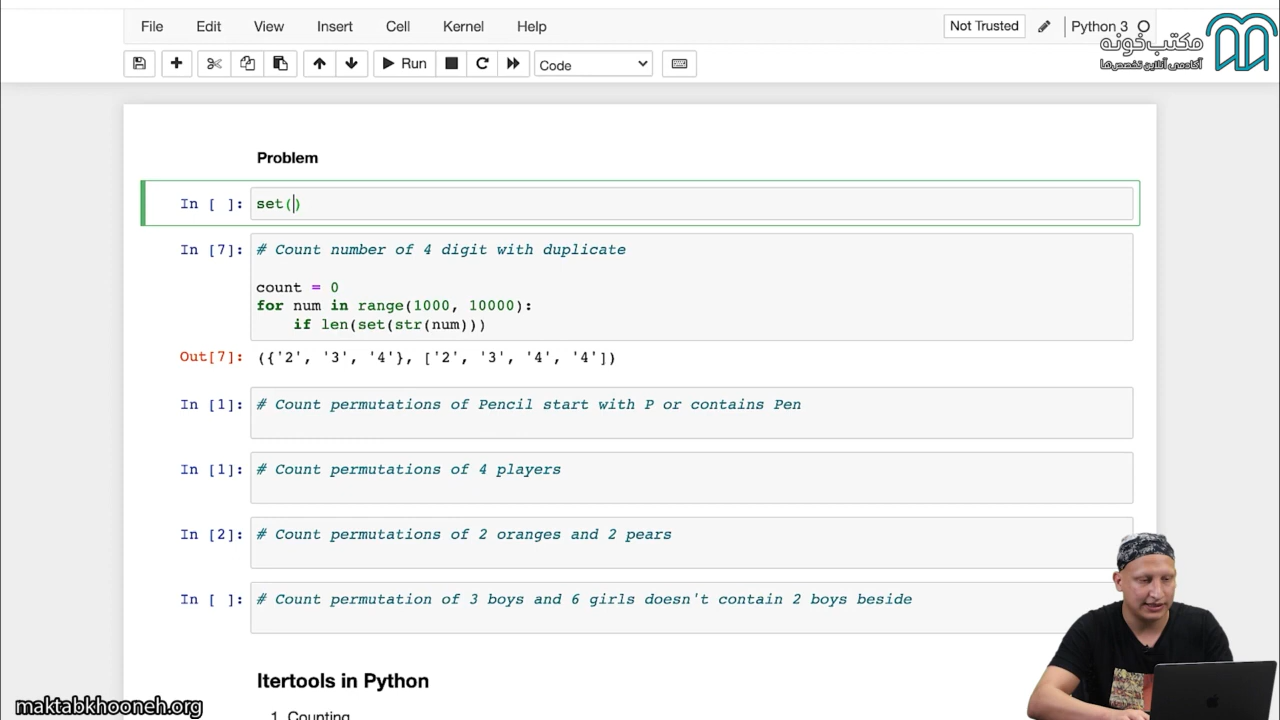 File Edit View Insert Cell Kernel Help Not Trusted Python 3
مکتب‌خونه
آکادمی آنلاین تخصص‌ها
Run Code
Problem
In [ ]: set()
In [7]: # Count number of 4 digit with duplicate
count = 0
for num in range(1000, 10000):
    if len(set(str(num)))
Out[7]: ({'2', '3', '4'}, ['2', '3', '4', '4'])
In [1]: # Count permutations of Pencil start with P or contains Pen
In [1]: # Count permutations of 4 players
In [2]: # Count permutations of 2 oranges and 2 pears
In [ ]: # Count permutation of 3 boys and 6 girls doesn't contain 2 boys beside
Itertools in Python
1. Counting
maktabkhooneh.org